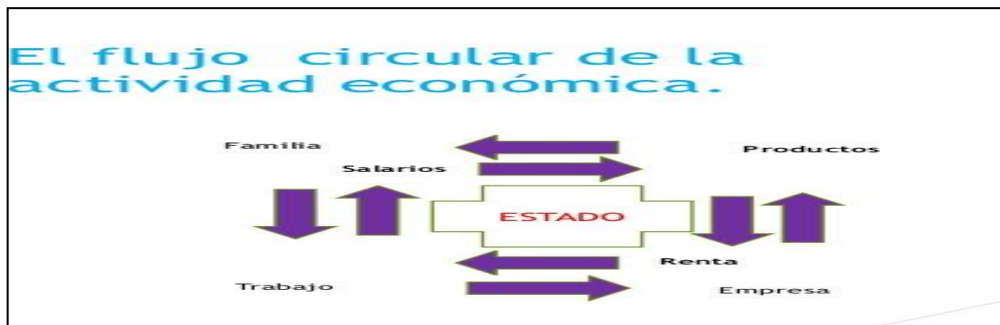 El flujo circular de la
actividad económica.
Familia
Productos
Salarios
ESTADO
Renta
Trabajo
Empresa